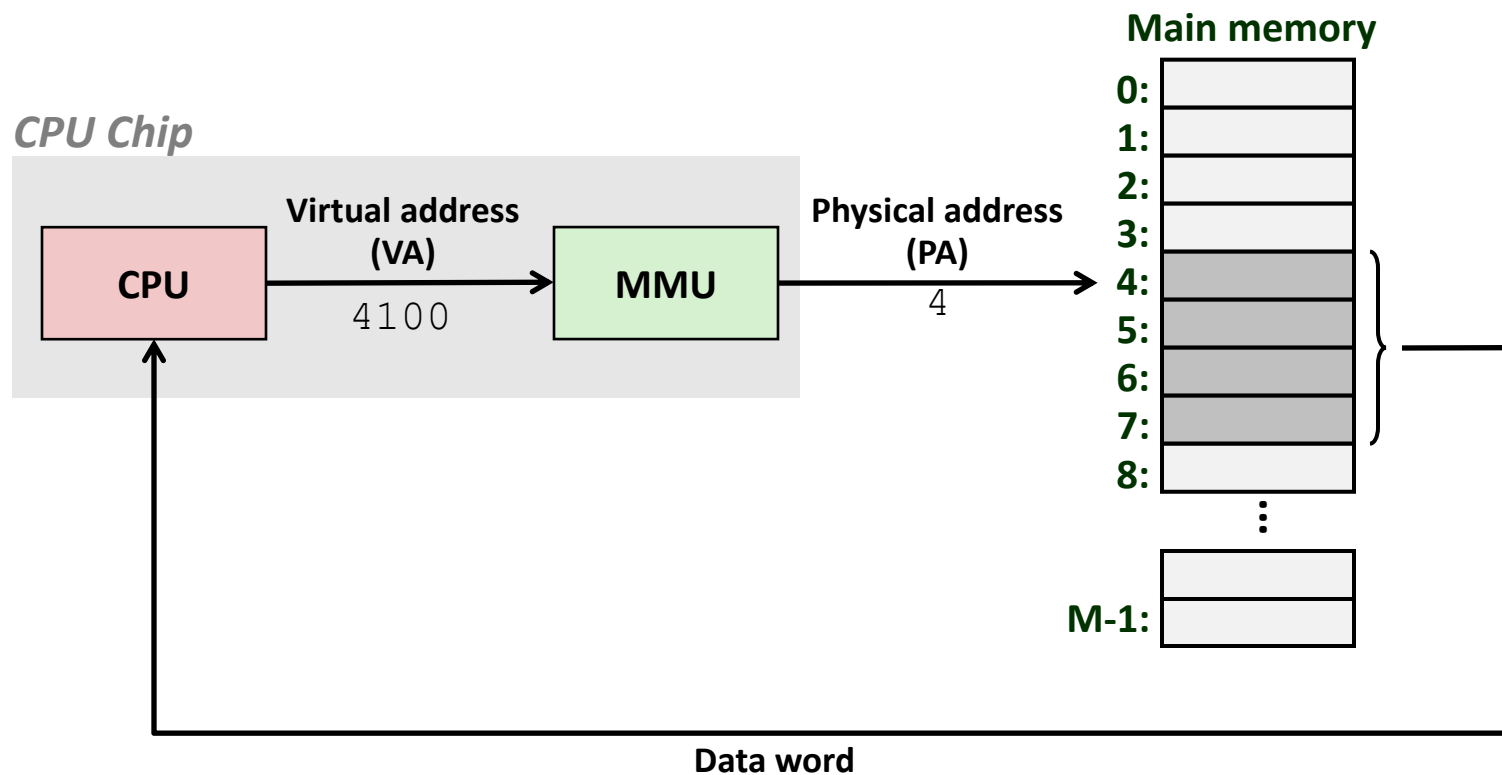 Main memory
CPU Chip
Virtual address
(VA)
4100
CPU
MMU
Physical address
(PA)
4
0:
1:
2:
3:
4:
5:
6:
7:
8:
...
M-1:
Data word